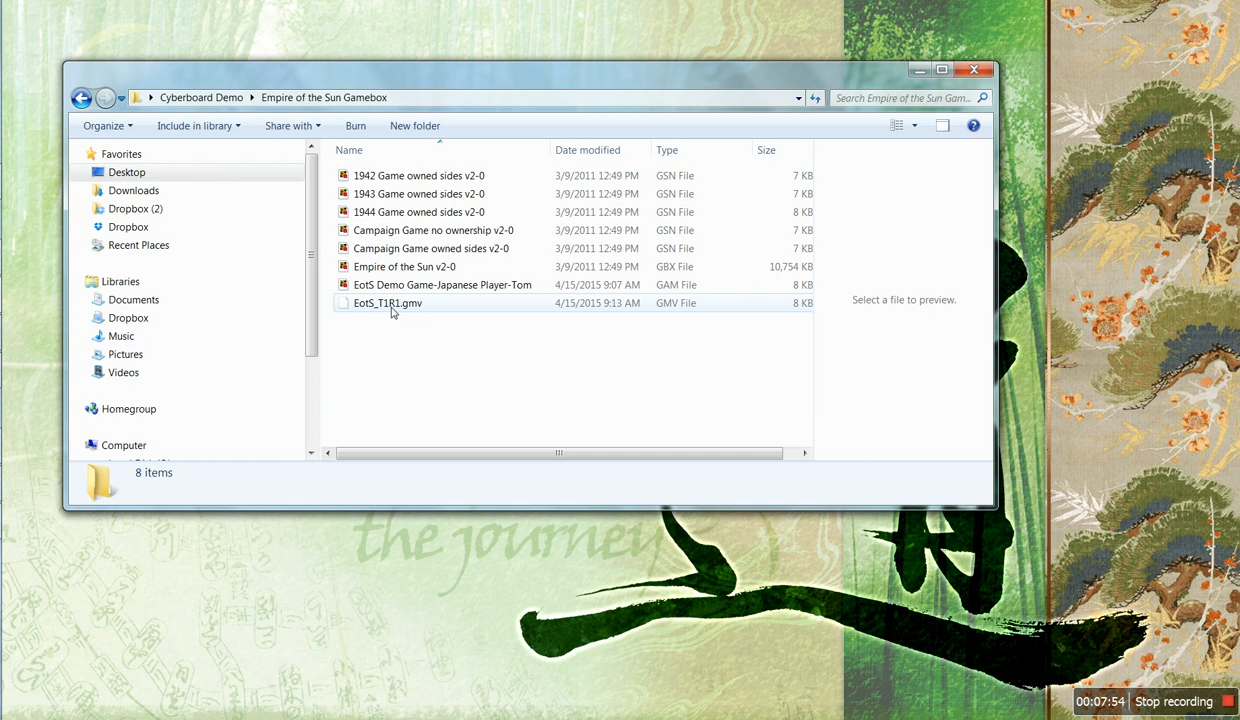 Cyberboard Demo Empire of the Sun Gamebox Search Empire of the Sun Gam...
Organize Include in library Share with Burn New folder
Favorites
Desktop
Downloads
Dropbox (2)
Dropbox
Recent Places
Libraries
Documents
Dropbox
Music
Pictures
Videos
Homegroup
Computer
Name Date modified Type Size
1942 Game owned sides v2-0 3/9/2011 12:49 PM GSN File 7 KB
1943 Game owned sides v2-0 3/9/2011 12:49 PM GSN File 7 KB
1944 Game owned sides v2-0 3/9/2011 12:49 PM GSN File 8 KB
Campaign Game no ownership v2-0 3/9/2011 12:49 PM GSN File 7 KB
Campaign Game owned sides v2-0 3/9/2011 12:49 PM GSN File 7 KB
Empire of the Sun v2-0 3/9/2011 12:49 PM GBX File 10,754 KB
EotS Demo Game-Japanese Player-Tom 4/15/2015 9:07 AM GAM File 8 KB
EotS_T1R1.gmv 4/15/2015 9:13 AM GMV File 8 KB
Select a file to preview.
8 items
the journey
00:07:54 Stop recording